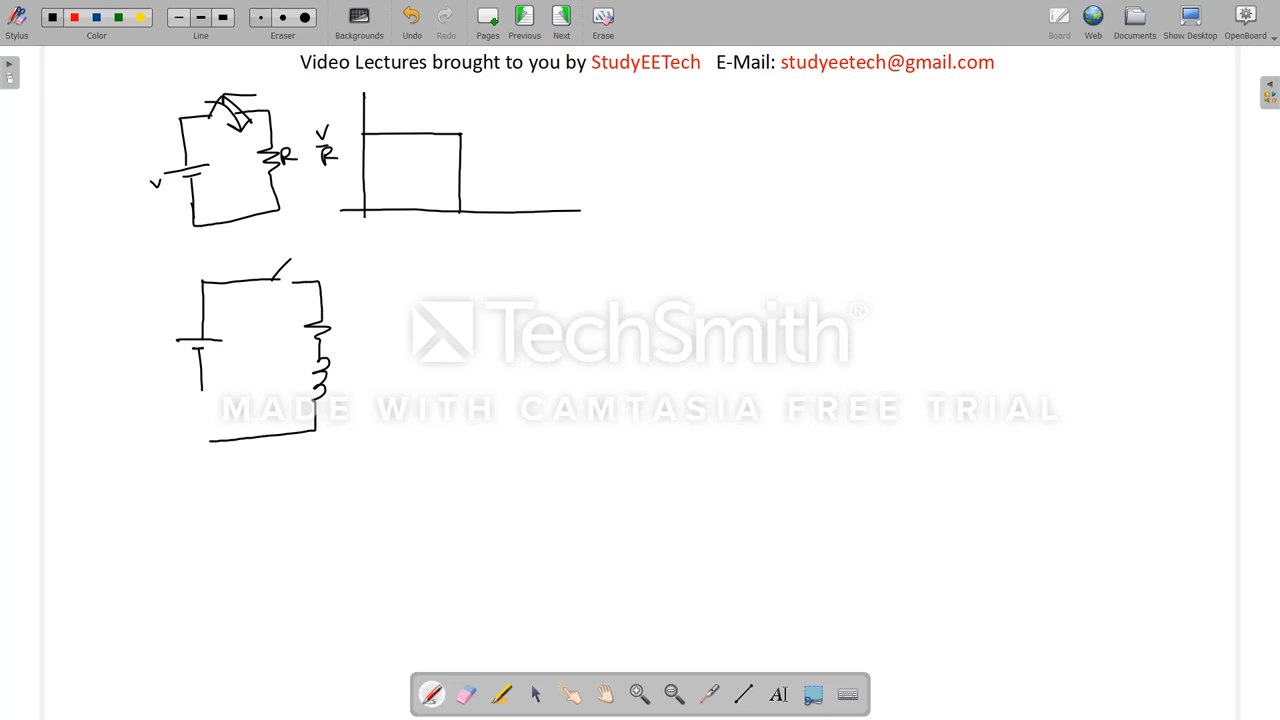 Stylus
Color
Line
Eraser
Backgrounds
Undo
Redo
Pages
Previous
Next
Erase
Board
Web
Documents
Show Desktop
OpenBoard
Video Lectures brought to you by StudyEETech E-Mail: studyeetech@gmail.com
V
R
V
R
TechSmith®
MADE WITH CAMTASIA FREE TRIAL
AI